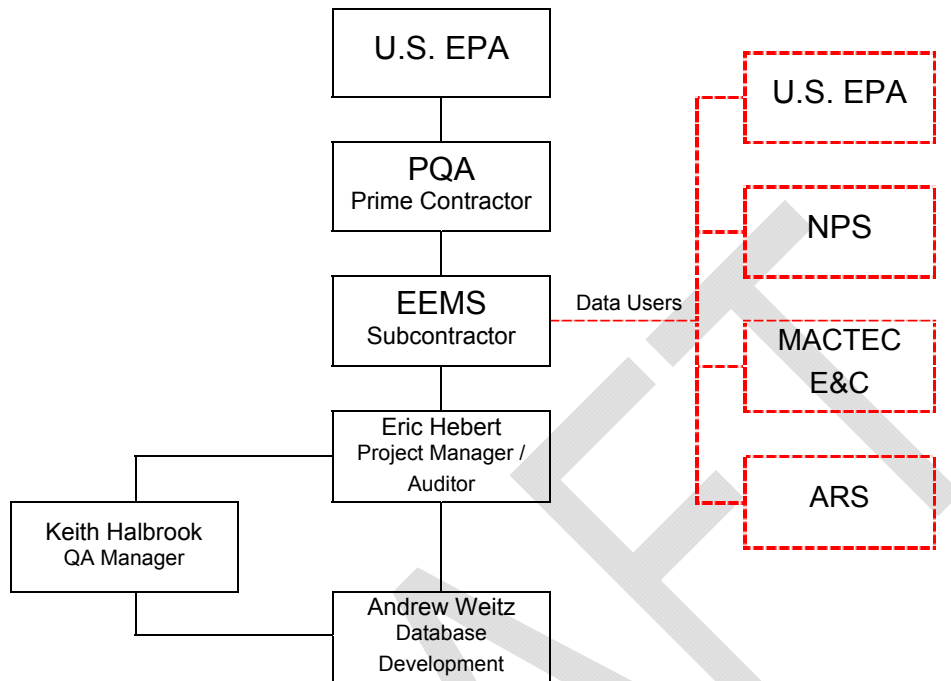 U.S. EPA
PQA
Prime Contractor
EEMS
Subcontractor
Eric Hebert
Project Manager /
Auditor
Keith Halbrook
QA Manager
Andrew Weitz
Database
Development
Data Users
U.S. EPA
NPS
MACTEC
E&C
ARS
AFT